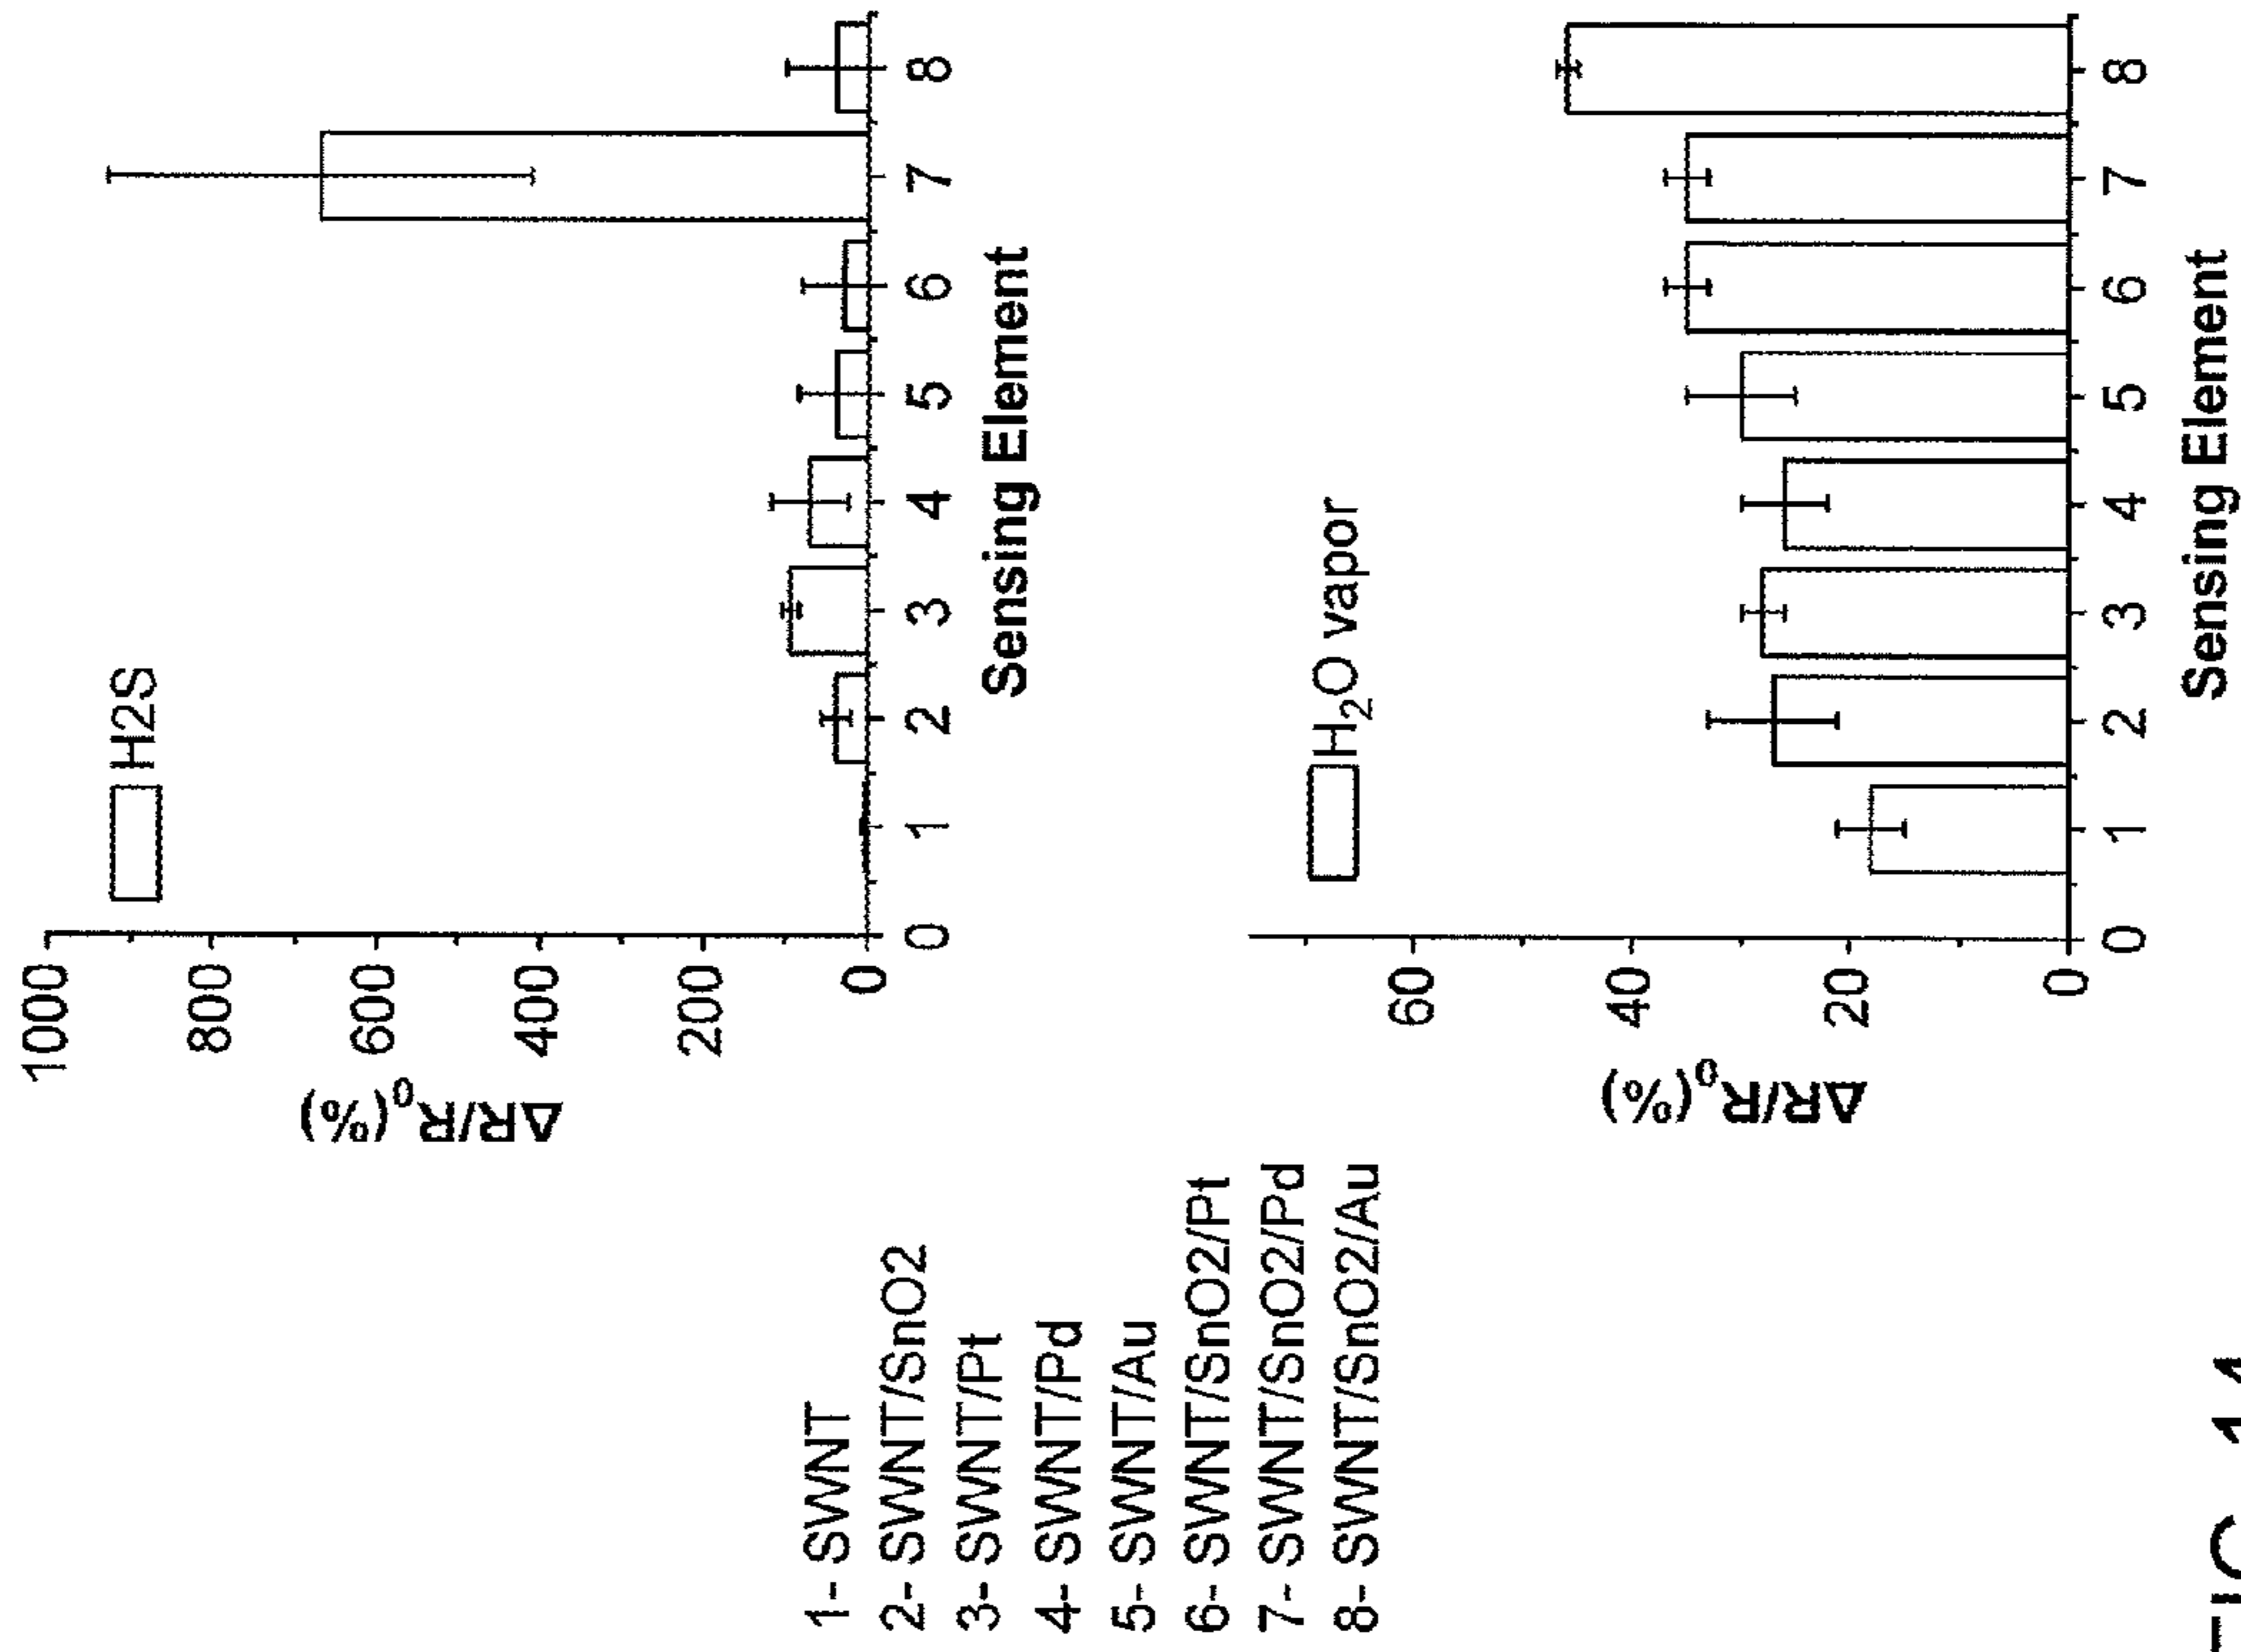 1- SWNT
2- SWNT/SnO2
3- SWNT/Pt
4- SWNT/Pd
5- SWNT/Au
6- SWNT/SnO2/Pt
7- SWNT/SnO2/Pd
8- SWNT/SnO2/Au
H2S
ΔR/R₀(%)
1000
800
600
400
200
0
0 1 2 3 4 5 6 7 8
Sensing Element
H₂O vapor
ΔR/R₀(%)
60
40
20
0
0 1 2 3 4 5 6 7 8
Sensing Element